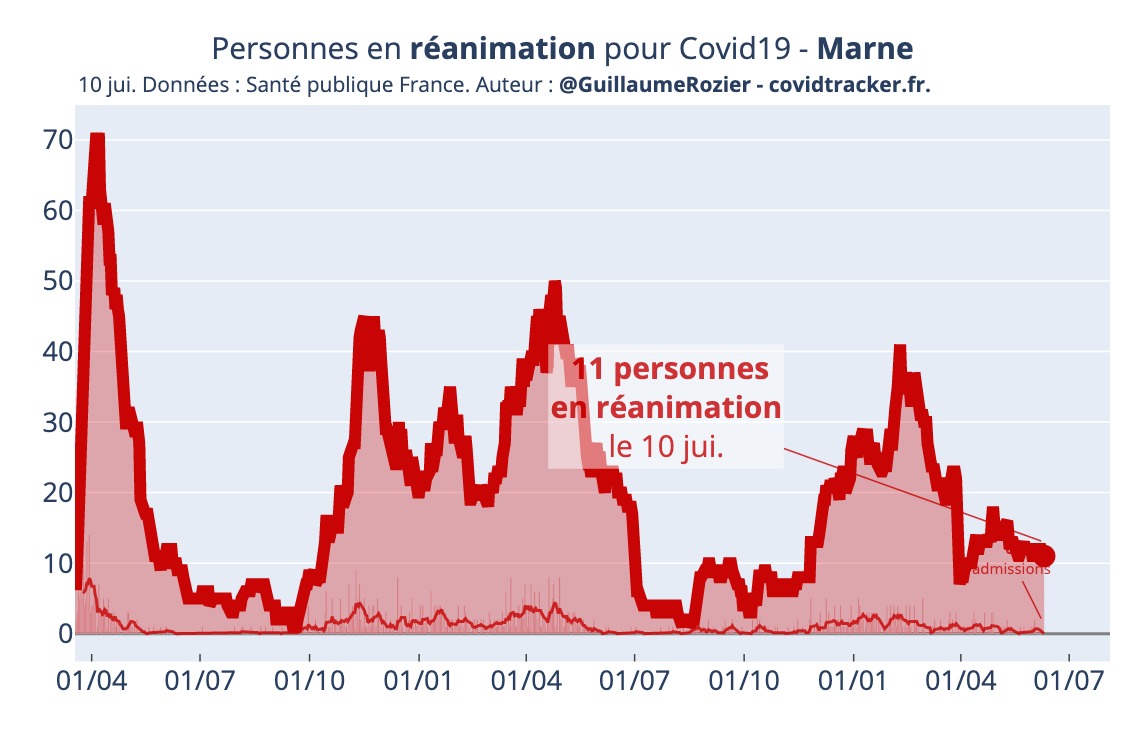 Personnes en réanimation pour Covid19 - Marne
10 jui. Données : Santé publique France. Auteur : @GuillaumeRozier - covidtracker.fr.
70
60
50
40
30
20
10
0
11 personnes
en réanimation
le 10 jui.
admissions
01/04 01/07 01/10 01/01 01/04 01/07 01/10 01/01 01/04 01/07